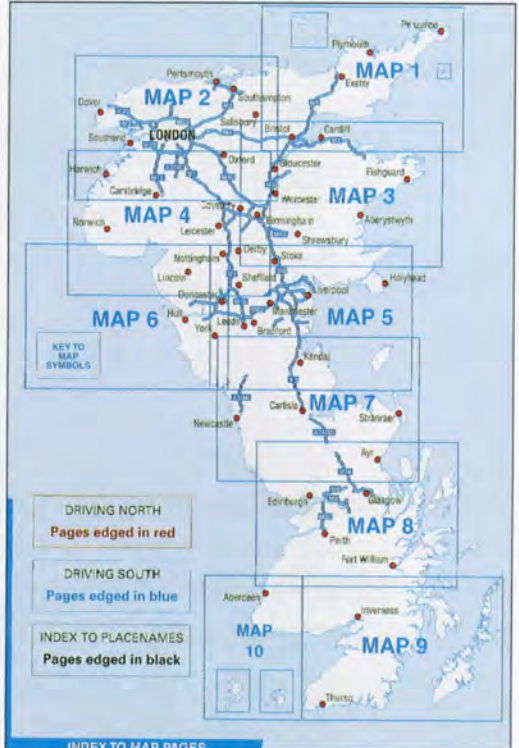 Penzance
Plymouth
MAP 1
Exeter
Portsmouth
MAP 2
Southampton
Dover
Salisbury
LONDON
Bristol
Cardiff
Southend
Oxford
Gloucester
Harwich
Fishguard
Cambridge
Worcester
MAP 3
Coventry
MAP 4
Birmingham
Aberystwyth
Norwich
Leicester
Shrewsbury
Derby
Nottingham
Stoke
Lincoln
Sheffield
Holyhead
Doncaster
Liverpool
Manchester
MAP 6
Hull
MAP 5
Leeds
Bradford
York
KEY TO
MAP
SYMBOLS
Kendal
MAP 7
Carlisle
Stranraer
Newcastle
Ayr
Edinburgh
Glasgow
DRIVING NORTH
Pages edged in red
MAP 8
Perth
Fort William
DRIVING SOUTH
Pages edged in blue
Aberdeen
Inverness
INDEX TO PLACENAMES
Pages edged in black
MAP
10
MAP 9
Thurso
INDEX TO MAP PAGES